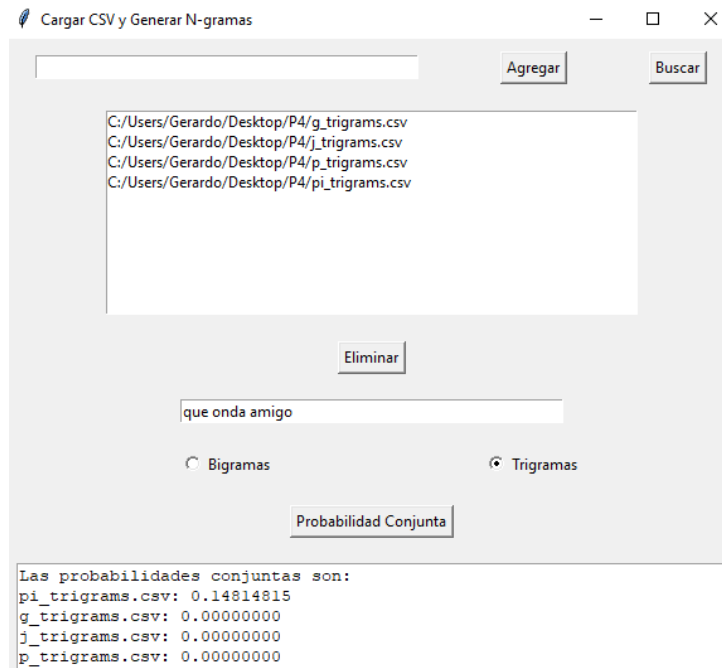 Cargar CSV y Generar N-gramas
Agregar
Buscar
C:/Users/Gerardo/Desktop/P4/g_trigrams.csv
C:/Users/Gerardo/Desktop/P4/j_trigrams.csv
C:/Users/Gerardo/Desktop/P4/p_trigrams.csv
C:/Users/Gerardo/Desktop/P4/pi_trigrams.csv
Eliminar
que onda amigo
Bigramas
Trigramas
Probabilidad Conjunta
Las probabilidades conjuntas son:
pi_trigrams.csv: 0.14814815
g_trigrams.csv: 0.00000000
j_trigrams.csv: 0.00000000
p_trigrams.csv: 0.00000000